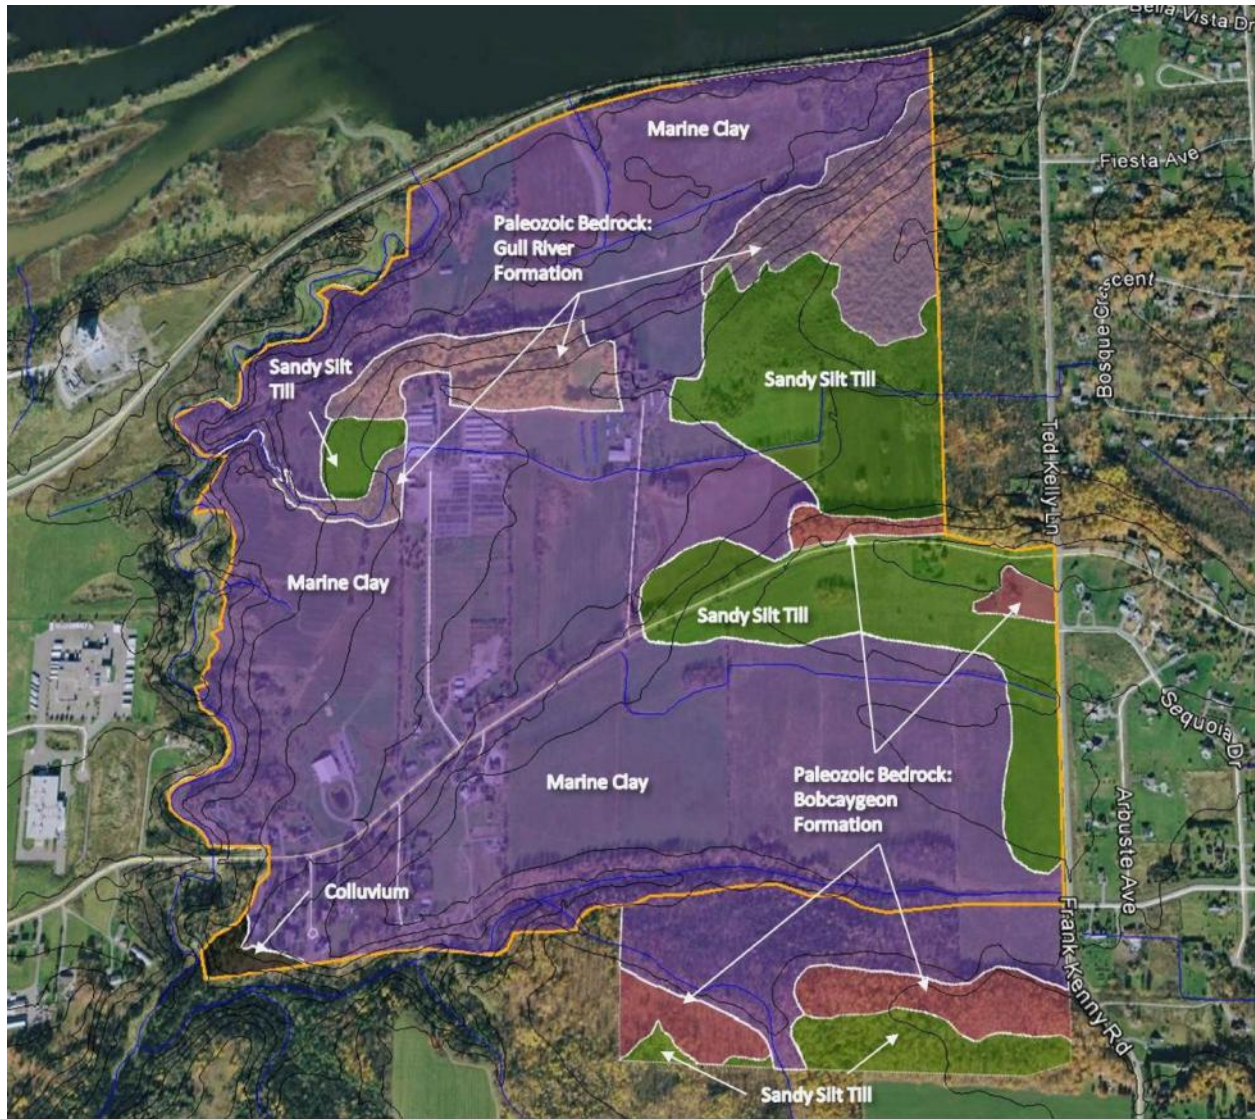 Bella Vista Dr
Marine Clay
Fiesta Ave
Paleozoic Bedrock:
Gull River
Formation
Bosque Crescent
Sandy Silt
Till
Sandy Silt Till
Ted Kelly Ln
Marine Clay
Sandy Silt Till
Sequoia Dr
Marine Clay
Paleozoic Bedrock:
Bobcaygeon
Formation
Arbuste Ave
Colluvium
Frank Kenny Rd
Sandy Silt Till